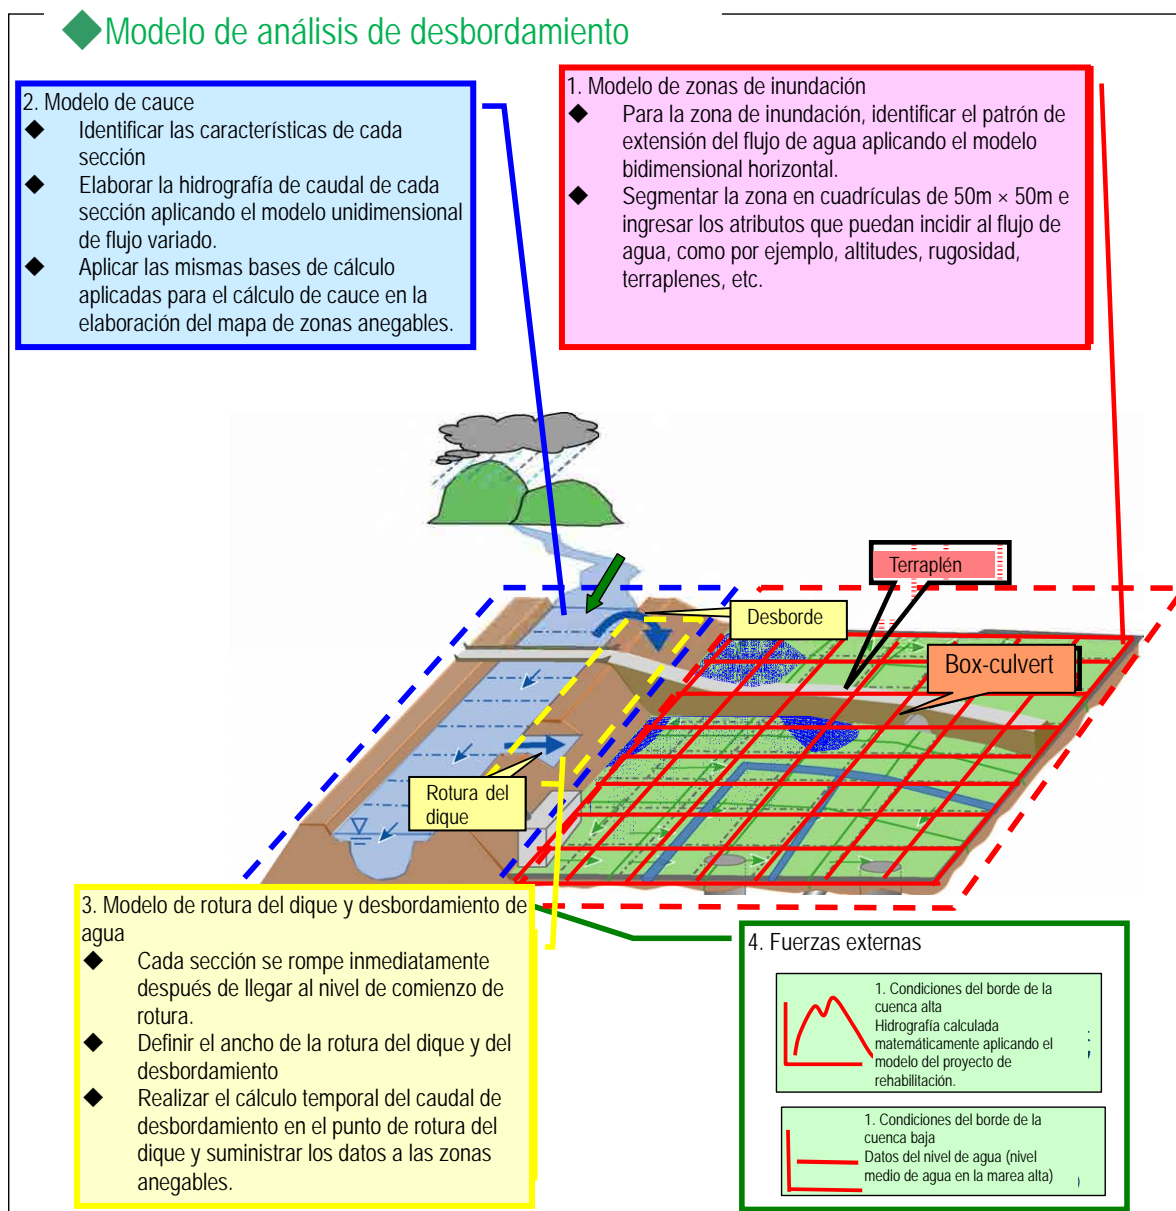 ◆Modelo de análisis de desbordamiento
2. Modelo de cauce
◆ Identificar las características de cada
sección
◆ Elaborar la hidrografía de caudal de cada
sección aplicando el modelo unidimensional
de flujo variado.
◆ Aplicar las mismas bases de cálculo
aplicadas para el cálculo de cauce en la
elaboración del mapa de zonas anegables.
1. Modelo de zonas de inundación
◆ Para la zona de inundación, identificar el patrón de
extensión del flujo de agua aplicando el modelo
bidimensional horizontal.
◆ Segmentar la zona en cuadrículas de 50m × 50m e
ingresar los atributos que puedan incidir al flujo de
agua, como por ejemplo, altitudes, rugosidad,
terraplenes, etc.
Terraplén
Desborde
Box-culvert
Rotura del
dique
3. Modelo de rotura del dique y desbordamiento de
agua
◆ Cada sección se rompe inmediatamente
después de llegar al nivel de comienzo de
rotura.
◆ Definir el ancho de la rotura del dique y del
desbordamiento
◆ Realizar el cálculo temporal del caudal de
desbordamiento en el punto de rotura del
dique y suministrar los datos a las zonas
anegables.
4. Fuerzas externas
1. Condiciones del borde de la
cuenca alta
Hidrografía calculada
matemáticamente aplicando el
modelo del proyecto de
rehabilitación.
1. Condiciones del borde de la
cuenca baja
Datos del nivel de agua (nivel
medio de agua en la marea alta)